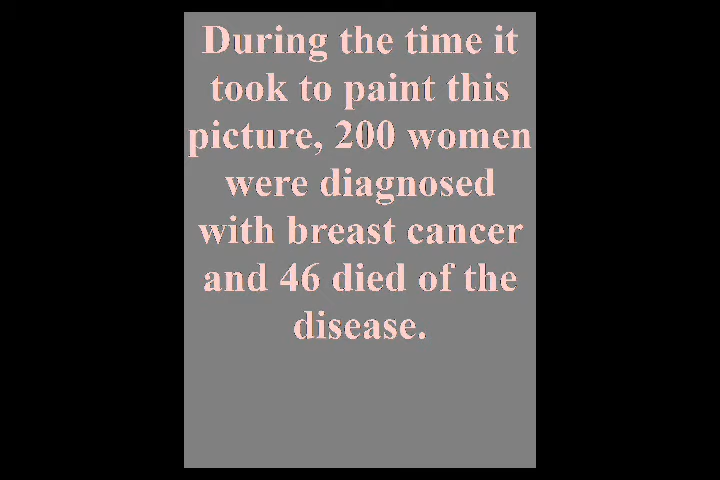 During the time it
took to paint this
picture, 200 women
were diagnosed
with breast cancer
and 46 died of the
disease.